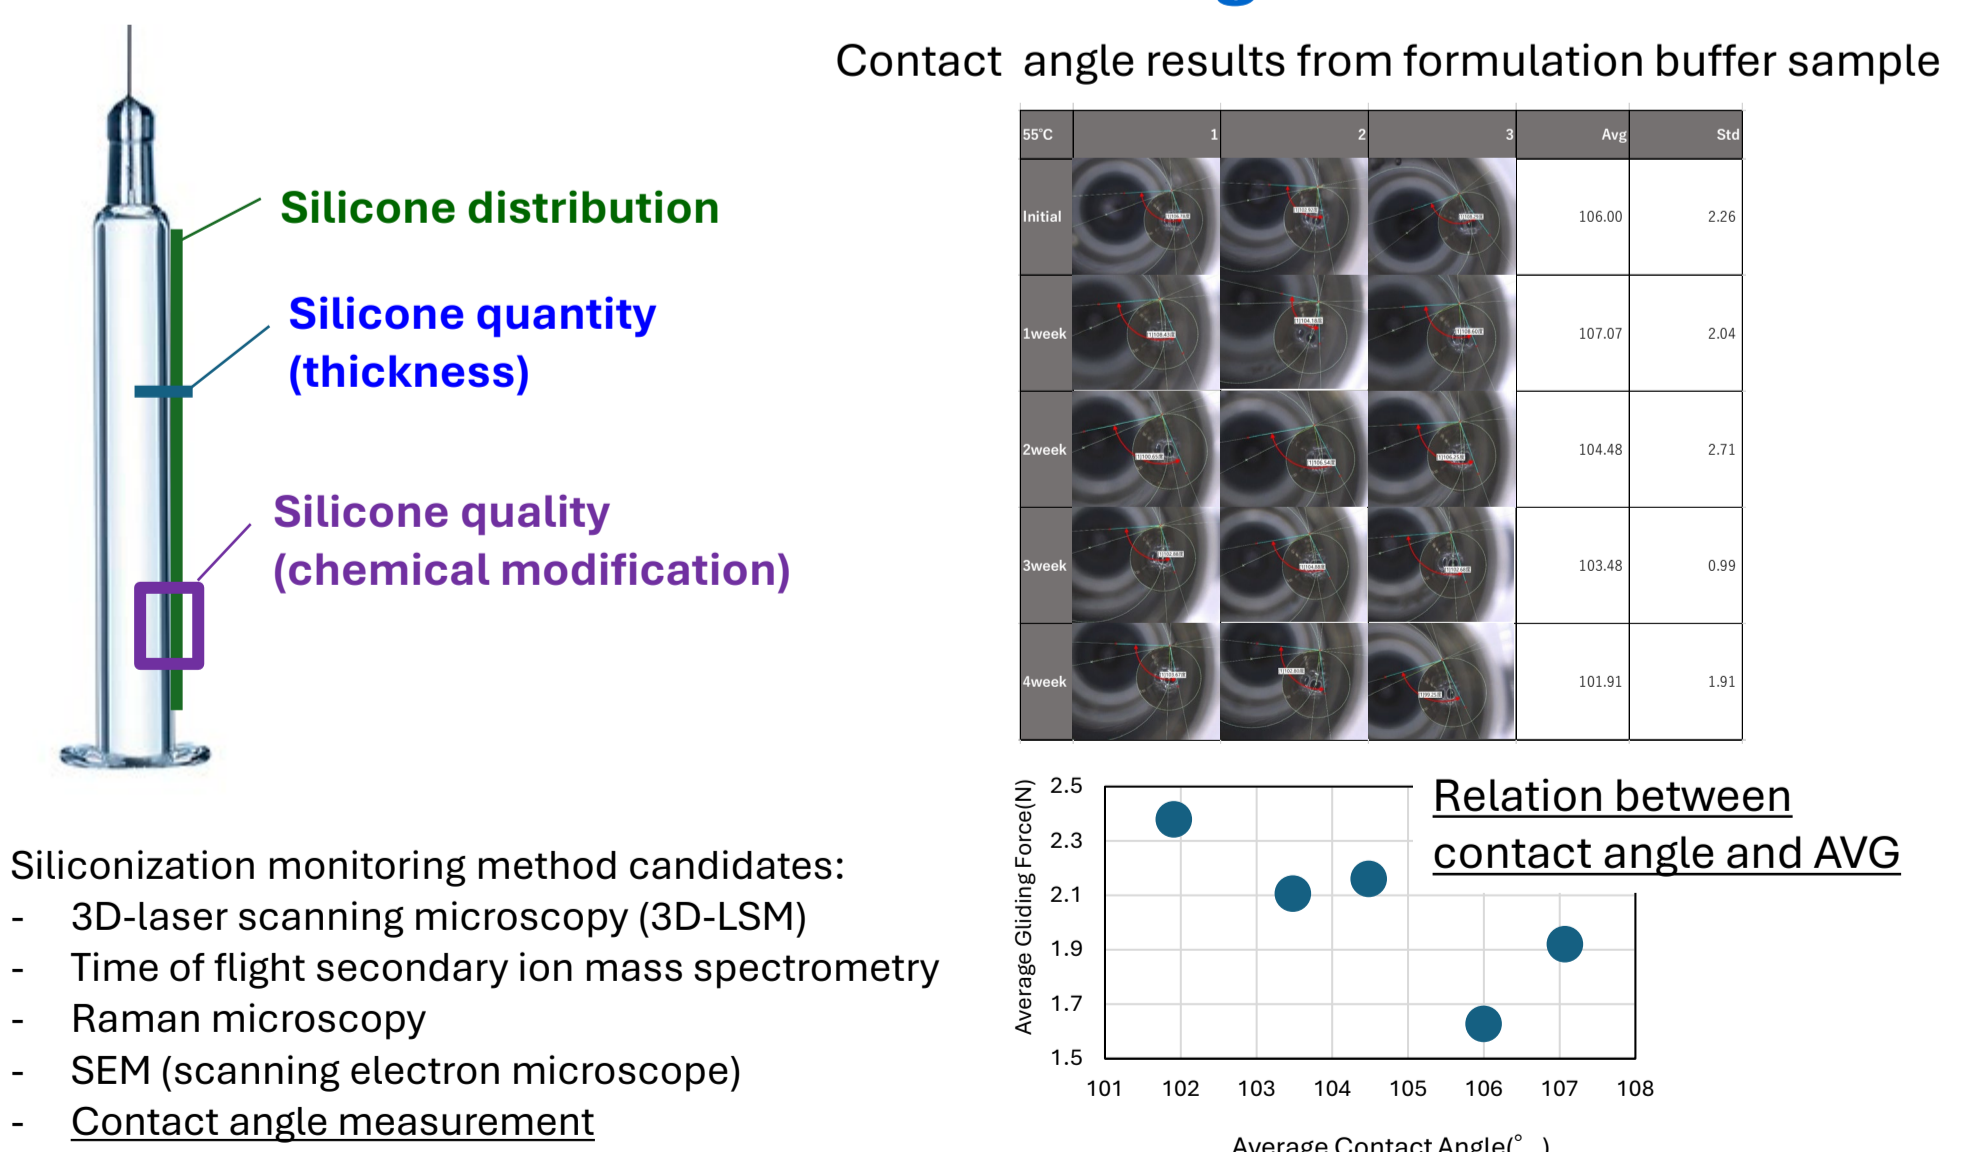 Contact angle results from formulation buffer sample
Silicone distribution
Silicone quantity
(thickness)
Silicone quality
(chemical modification)
Siliconization monitoring method candidates:
- 3D-laser scanning microscopy (3D-LSM)
- Time of flight secondary ion mass spectrometry
- Raman microscopy
- SEM (scanning electron microscope)
- Contact angle measurement
55℃ 1 2 3 Avg Std
Initial 106.00 2.26
1week 107.07 2.04
2week 104.48 2.71
3week 103.48 0.99
4week 101.91 1.91
Relation between
contact angle and AVG
Average Gliding Force(N)
2.5
2.3
2.1
1.9
1.7
1.5
101 102 103 104 105 106 107 108
Average Contact Angle(° )